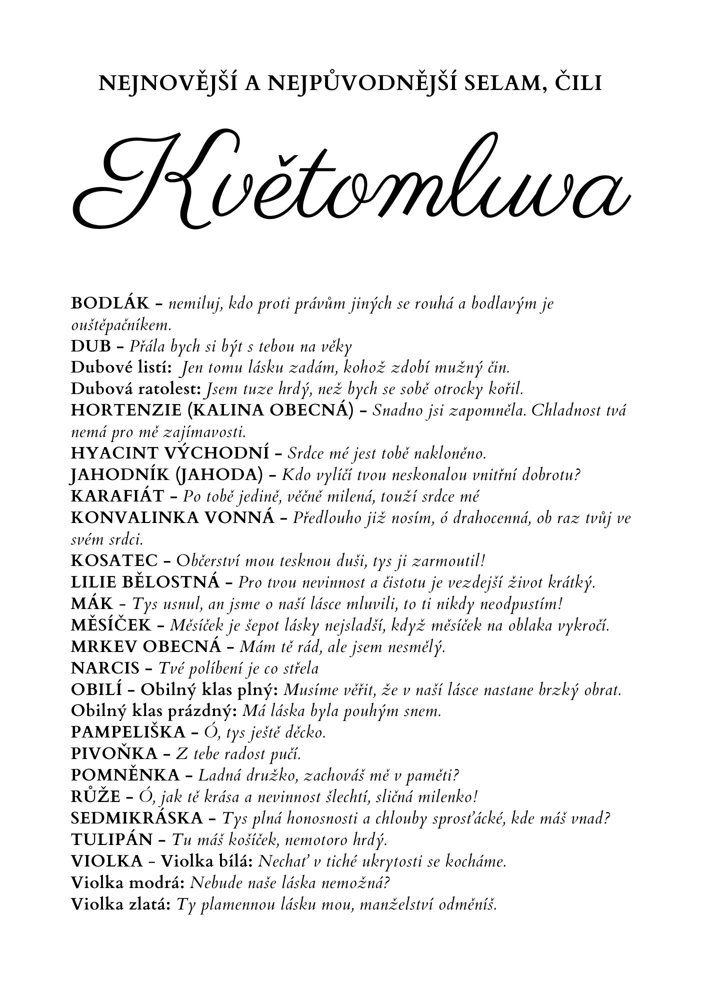 NEJNOVĚJŠÍ A NEJPŮVODNĚJŠÍ SELAM, ČILI
Květomluva
BODLÁK – nemiluj, kdo proti právům jiných se rouhá a bodlavým je
ouštěpačníkem.
DUB – Přála bych si být s tebou na věky
Dubové listí: Jen tomu lásku zadám, kohož zdobí mužný čin.
Dubová ratolest: Jsem tuze hrdý, než bych se sobě otrocky kořil.
HORTENZIE (KALINA OBECNÁ) – Snadno jsi zapomněla. Chladnost tvá
nemá pro mě zajímavosti.
HYACINT VÝCHODNÍ – Srdce mé jest tobě nakloněno.
JAHODNÍK (JAHODA) – Kdo vylíčí tvou neskonalou vnitřní dobrotu?
KARAFIÁT – Po tobě jedině, věčně milená, touží srdce mé
KONVALINKA VONNÁ – Předlouho již nosím, ó drahocenná, ob raz tvůj ve
svém srdci.
KOSATEC – Občerství mou tesknou duši, tys ji zarmoutil!
LILIE BĚLOSTNÁ – Pro tvou nevinnost a čistotu je vezdejší život krátký.
MÁK - Tys usnul, an jsme o naší lásce mluvili, to ti nikdy neodpustím!
MĚSÍČEK – Měsíček je šepot lásky nejsladší, když měsíček na oblaka vykročí.
MRKEV OBECNÁ – Mám tě rád, ale jsem nesmělý.
NARCIS – Tvé políbení je co střela
OBILÍ – Obilný klas plný: Musíme věřit, že v naší lásce nastane brzký obrat.
Obilný klas prázdný: Má láska byla pouhým snem.
PAMPELIŠKA – Ó, tys ještě děcko.
PIVOŇKA – Z tebe radost pučí.
POMNĚNKA – Ladná družko, zachováš mě v paměti?
RŮŽE – Ó, jak tě krása a nevinnost šlechtí, sličná milenko!
SEDMIKRÁSKA – Tys plná honosnosti a chlouby sprosťácké, kde máš vnad?
TULIPÁN – Tu máš košíček, nemotoro hrdý.
VIOLKA - Violka bílá: Nechať v tiché ukrytosti se kocháme.
Violka modrá: Nebude naše láska nemožná?
Violka zlatá: Ty plamennou lásku mou, manželství odměníš.